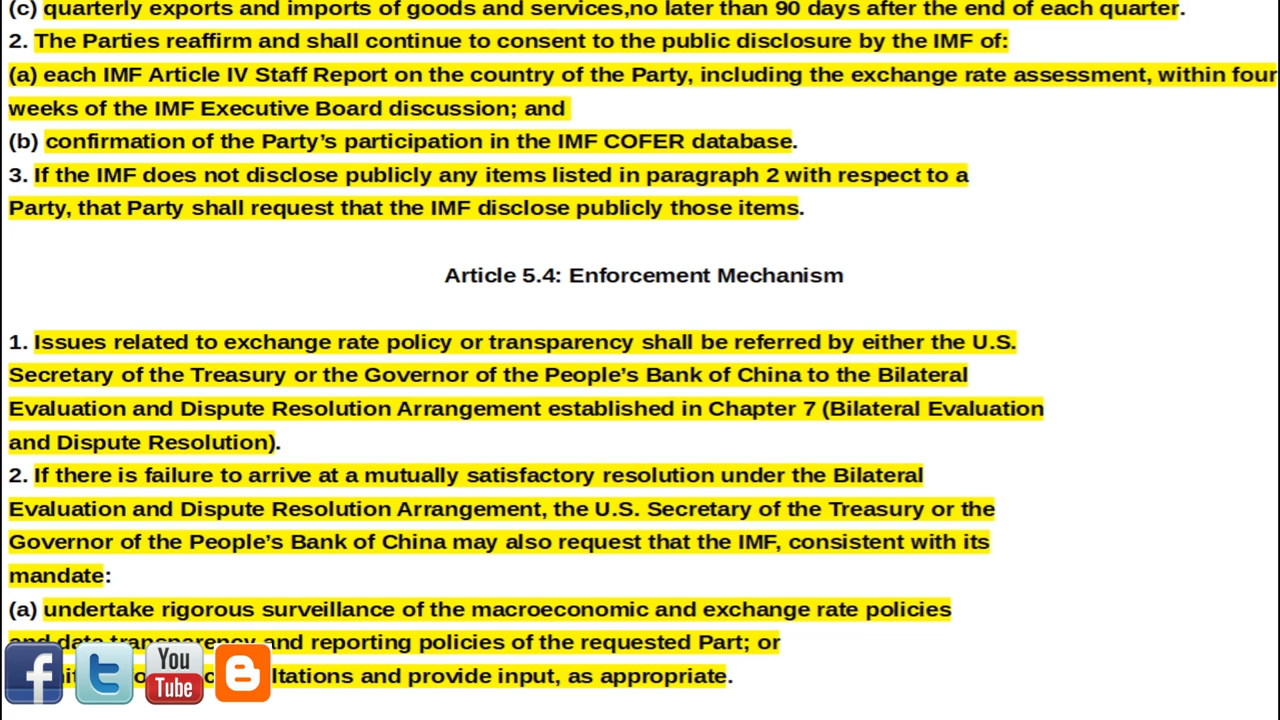 (c) quarterly exports and imports of goods and services,no later than 90 days after the end of each quarter.
2. The Parties reaffirm and shall continue to consent to the public disclosure by the IMF of:
(a) each IMF Article IV Staff Report on the country of the Party, including the exchange rate assessment, within four
weeks of the IMF Executive Board discussion; and
(b) confirmation of the Party’s participation in the IMF COFER database.
3. If the IMF does not disclose publicly any items listed in paragraph 2 with respect to a
Party, that Party shall request that the IMF disclose publicly those items.
Article 5.4: Enforcement Mechanism
1. Issues related to exchange rate policy or transparency shall be referred by either the U.S.
Secretary of the Treasury or the Governor of the People’s Bank of China to the Bilateral
Evaluation and Dispute Resolution Arrangement established in Chapter 7 (Bilateral Evaluation
and Dispute Resolution).
2. If there is failure to arrive at a mutually satisfactory resolution under the Bilateral
Evaluation and Dispute Resolution Arrangement, the U.S. Secretary of the Treasury or the
Governor of the People’s Bank of China may also request that the IMF, consistent with its
mandate:
(a) undertake rigorous surveillance of the macroeconomic and exchange rate policies
and data transparency and reporting policies of the requested Part; or
and provide input, as appropriate.
f t You Tube B